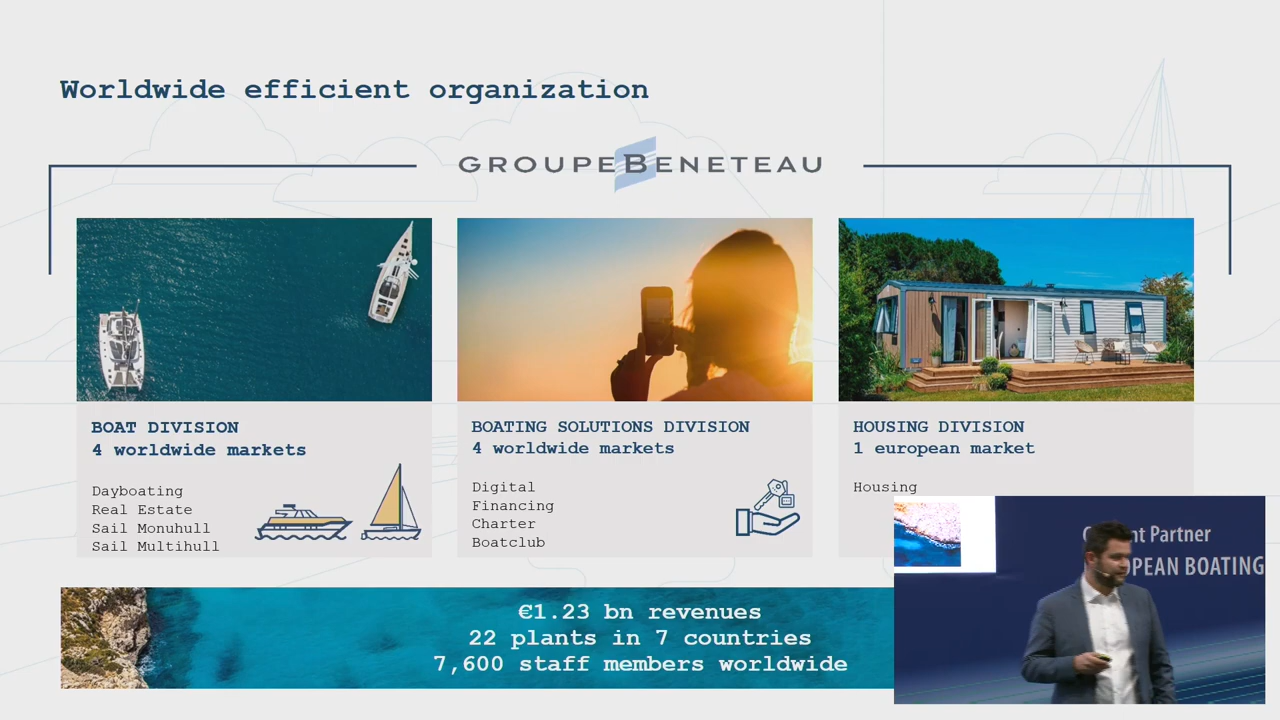 Worldwide efficient organization
GROUPE BENETEAU
BOAT DIVISION
4 worldwide markets
Dayboating
Real Estate
Sail Monuhull
Sail Multihull
BOATING SOLUTIONS DIVISION
4 worldwide markets
Digital
Financing
Charter
Boatclub
HOUSING DIVISION
1 european market
Housing
€1.23 bn revenues
22 plants in 7 countries
7,600 staff members worldwide
Partner
BOATING